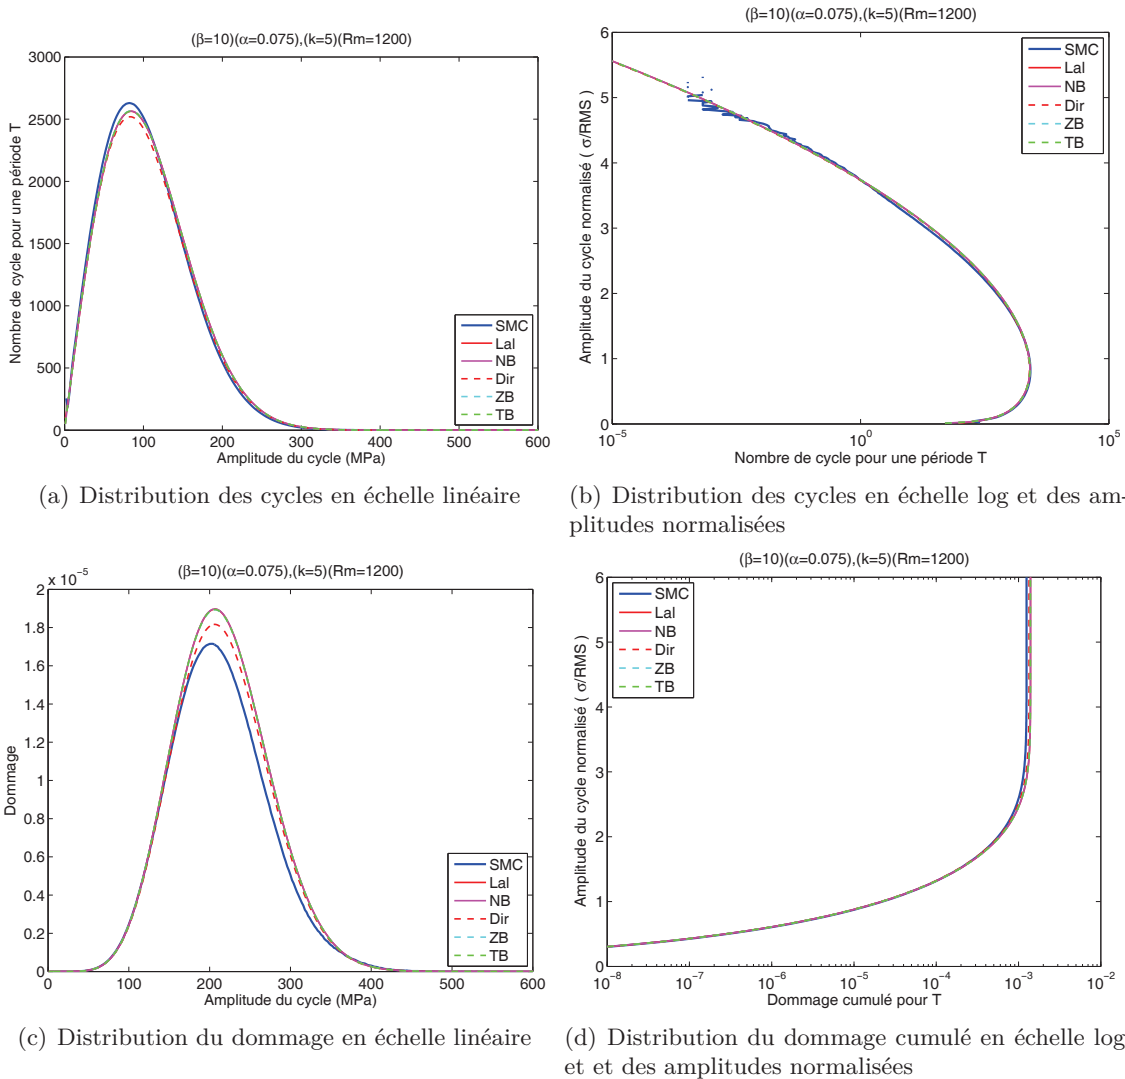 (β=10)(α=0.075),(k=5)(Rm=1200)
3000
2500
2000
1500
1000
500
0
Nombre de cycle pour une période T
0 100 200 300 400 500 600
Amplitude du cycle (MPa)
SMC
Lal
NB
Dir
ZB
TB
(a) Distribution des cycles en échelle linéaire
(β=10)(α=0.075),(k=5)(Rm=1200)
6
5
4
3
2
1
0
Amplitude du cycle normalisé ( σ/RMS)
10^-5 10^0 10^5
Nombre de cycle pour une période T
SMC
Lal
NB
Dir
ZB
TB
(b) Distribution des cycles en échelle log et des am-
plitudes normalisées
(β=10)(α=0.075),(k=5)(Rm=1200)
x 10^-5
2
1.8
1.6
1.4
1.2
1
0.8
0.6
0.4
0.2
0
Dommage
0 100 200 300 400 500 600
Amplitude du cycle (MPa)
SMC
Lal
NB
Dir
ZB
TB
(c) Distribution du dommage en échelle linéaire
(β=10)(α=0.075),(k=5)(Rm=1200)
6
5
4
3
2
1
0
Amplitude du cycle normalisé ( σ/RMS)
10^-8 10^-7 10^-6 10^-5 10^-4 10^-3 10^-2
Dommage cumulé pour T
SMC
Lal
NB
Dir
ZB
TB
(d) Distribution du dommage cumulé en échelle log
et et des amplitudes normalisées